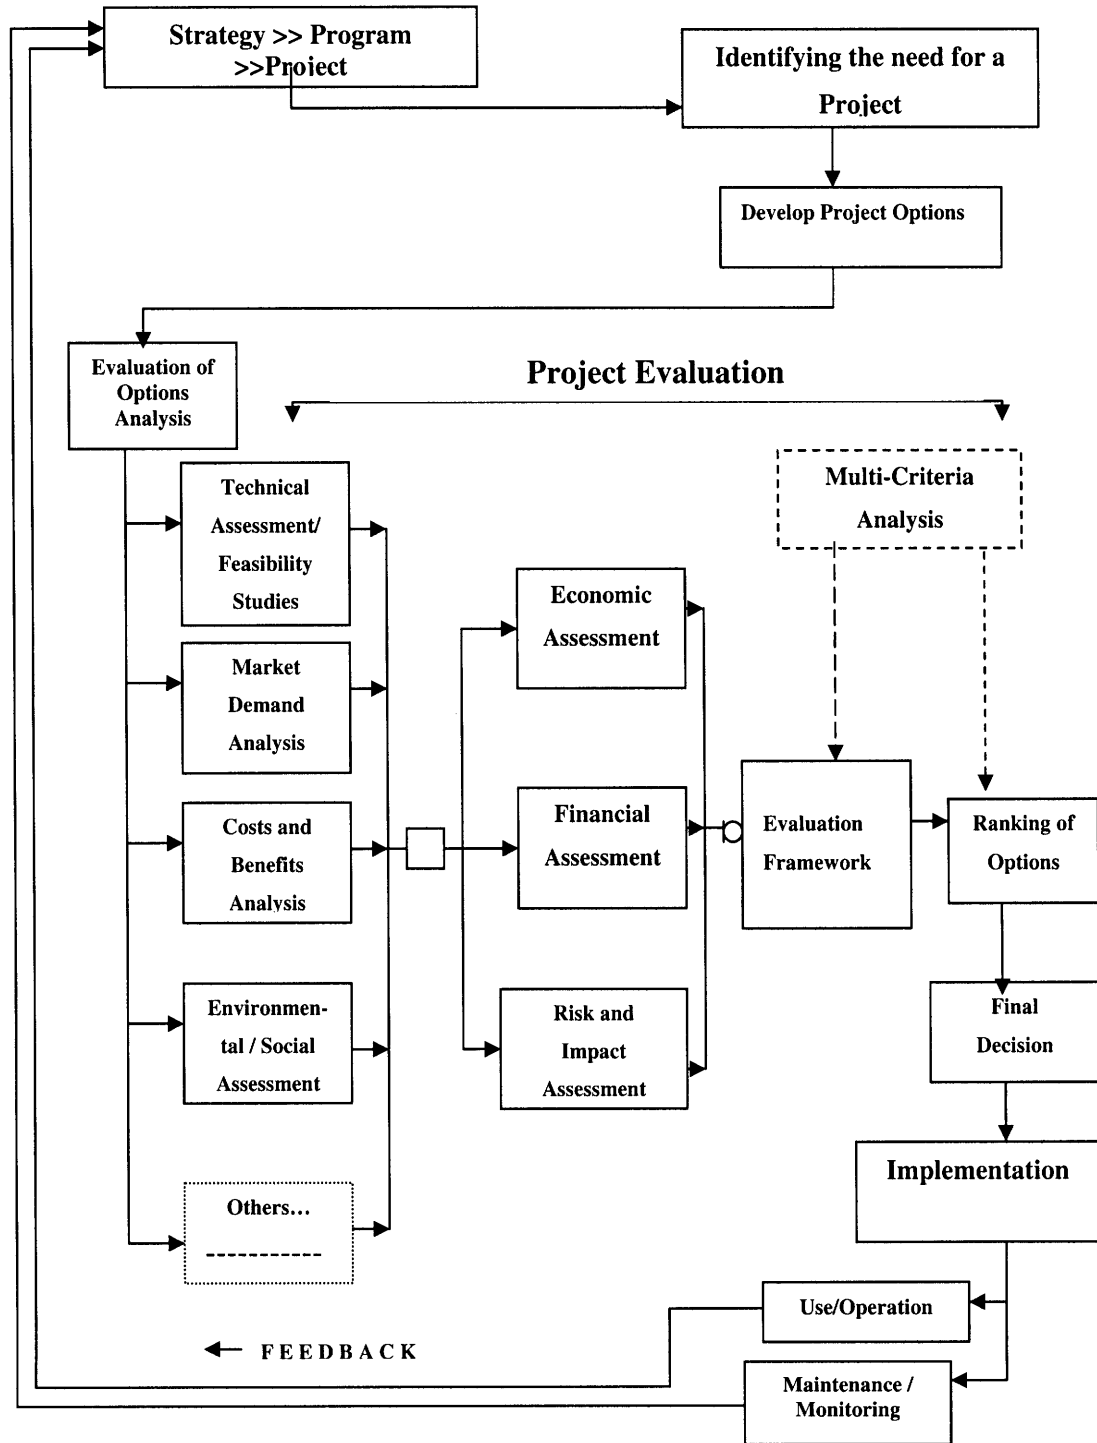 Strategy >> Program
>>Project
Identifying the need for a
Project
Develop Project Options
Evaluation of
Options
Analysis
Project Evaluation
Technical
Assessment/
Feasibility
Studies
Market
Demand
Analysis
Costs and
Benefits
Analysis
Environmen-
tal / Social
Assessment
Others...
Economic
Assessment
Financial
Assessment
Risk and
Impact
Assessment
Multi-Criteria
Analysis
Evaluation
Framework
Ranking of
Options
Final
Decision
Implementation
Use/Operation
Maintenance /
Monitoring
F E E D B A C K